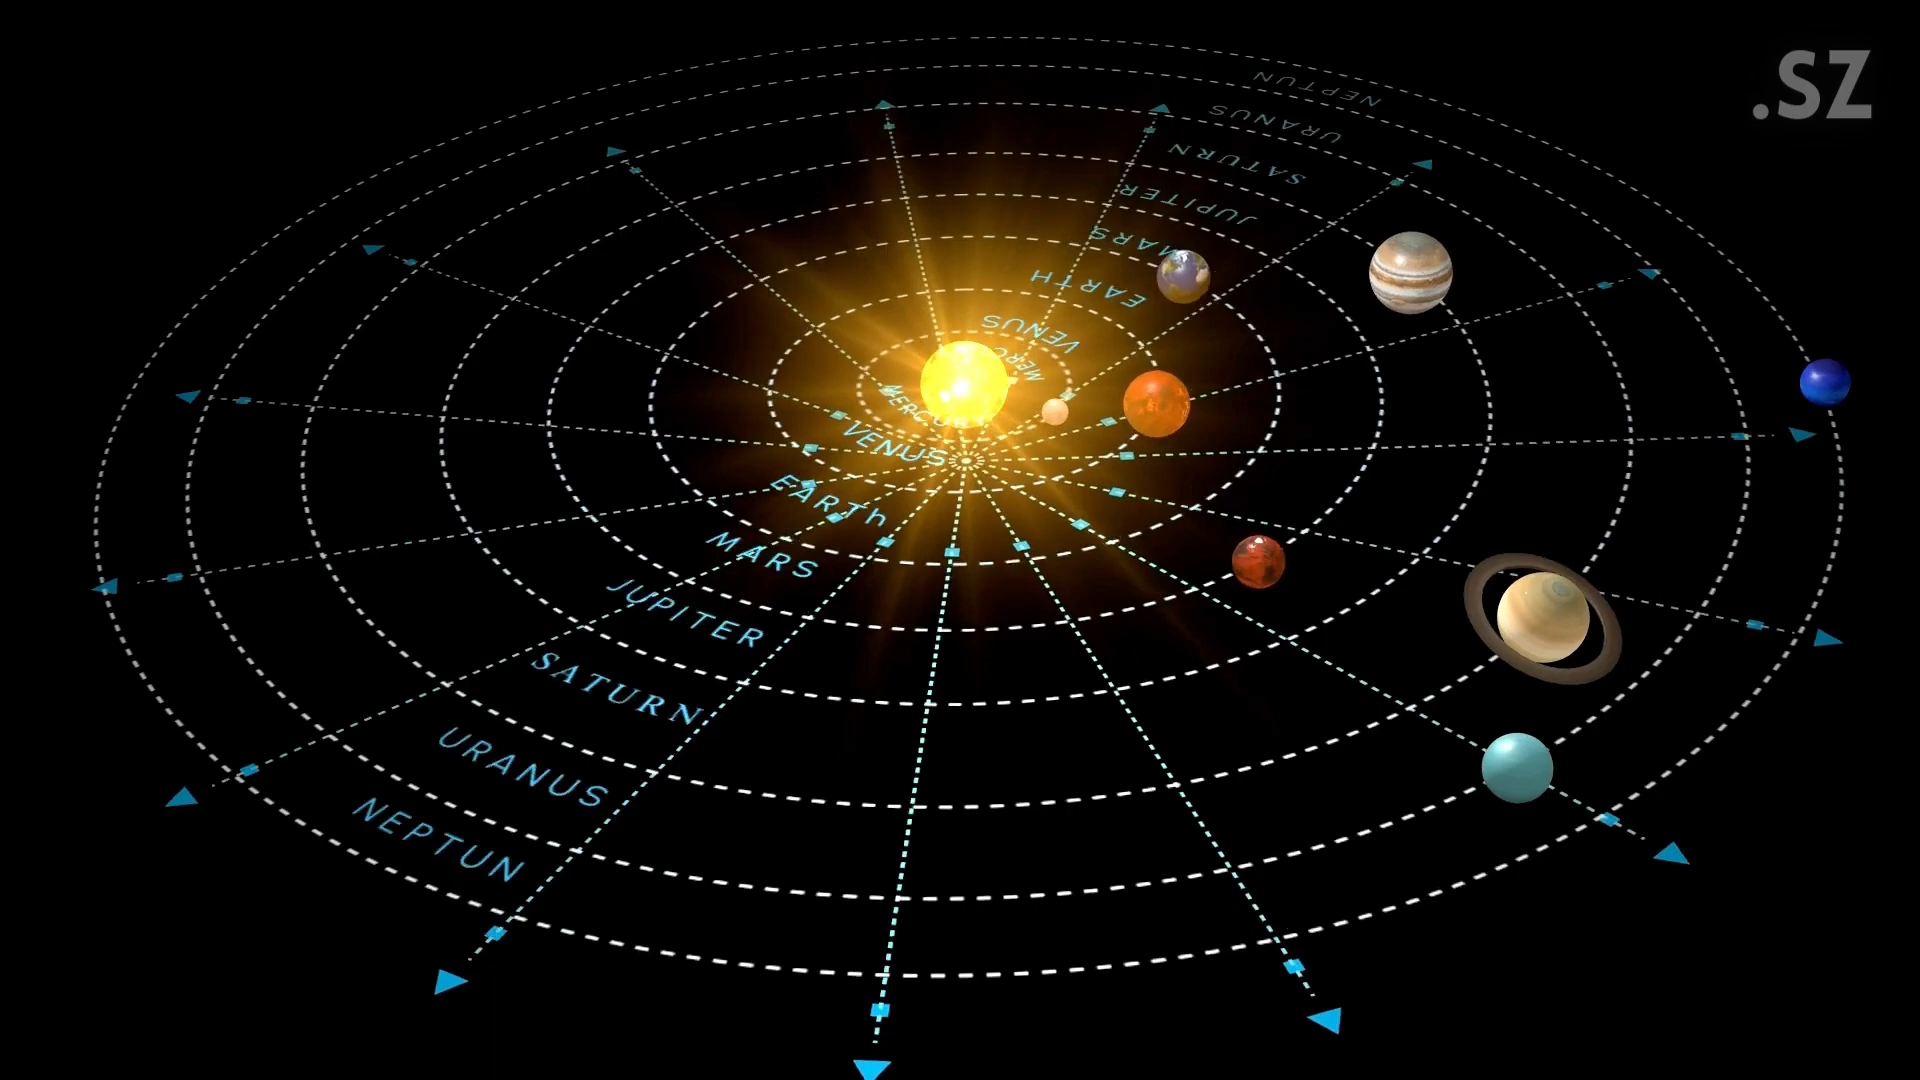 .SZ
NEPTUN
URANUS
SATURN
JUPITER
MARS
EARTH
VENUS
VENUS
EARTh
MARS
JUPITER
SATURN
URANUS
NEPTUN